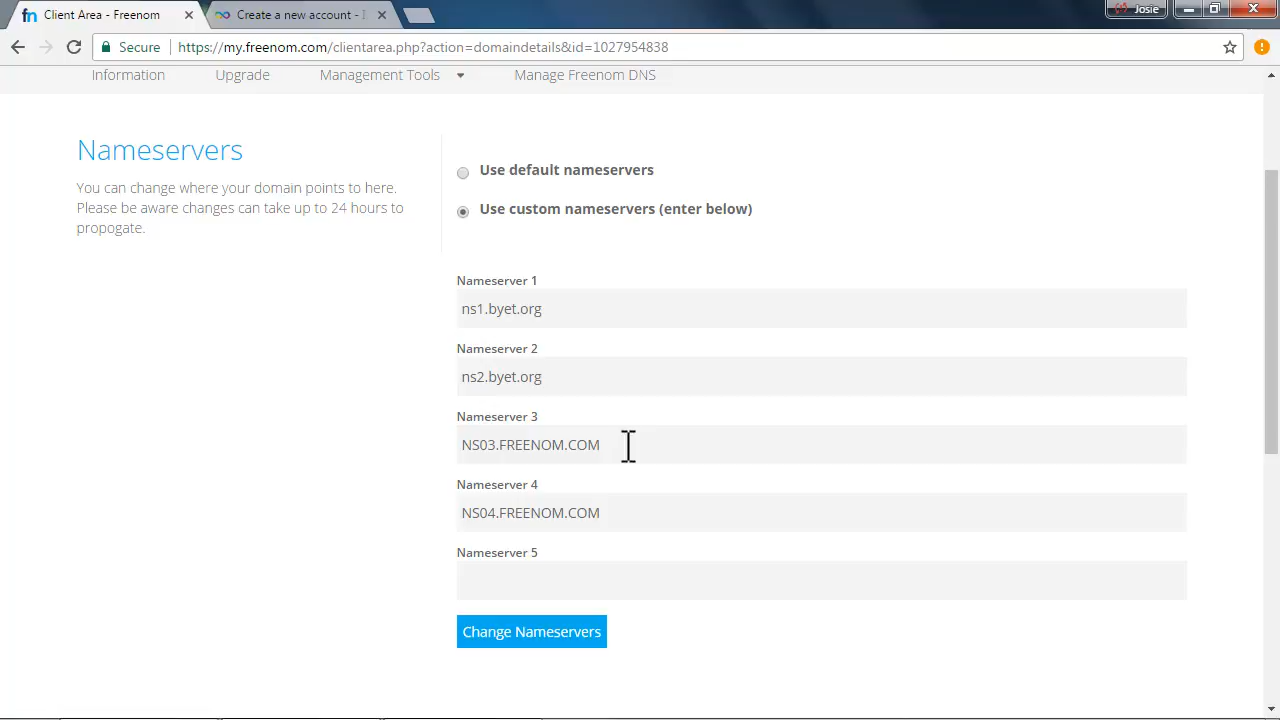 Client Area - Freenom
Create a new account - I
Josie
Secure
https://my.freenom.com/clientarea.php?action=domaindetails&id=1027954838
Information Upgrade Management Tools Manage Freenom DNS
Nameservers
You can change where your domain points to here.
Please be aware changes can take up to 24 hours to
propogate.
Use default nameservers
Use custom nameservers (enter below)
Nameserver 1
ns1.byet.org
Nameserver 2
ns2.byet.org
Nameserver 3
NS03.FREENOM.COM
Nameserver 4
NS04.FREENOM.COM
Nameserver 5
Change Nameservers